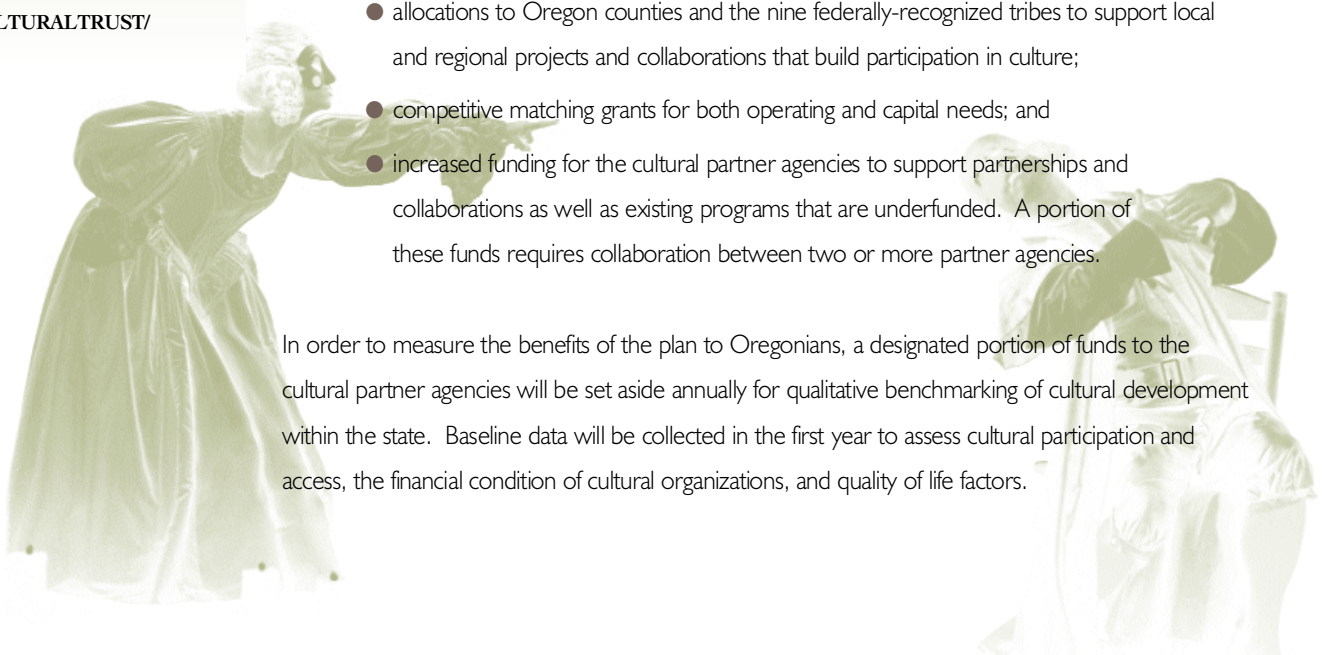 LTURALTRUST/
● allocations to Oregon counties and the nine federally-recognized tribes to support local
and regional projects and collaborations that build participation in culture;
● competitive matching grants for both operating and capital needs; and
● increased funding for the cultural partner agencies to support partnerships and
collaborations as well as existing programs that are underfunded.  A portion of
these funds requires collaboration between two or more partner agencies.
In order to measure the benefits of the plan to Oregonians, a designated portion of funds to the
cultural partner agencies will be set aside annually for qualitative benchmarking of cultural development
within the state.  Baseline data will be collected in the first year to assess cultural participation and
access, the financial condition of cultural organizations, and quality of life factors.